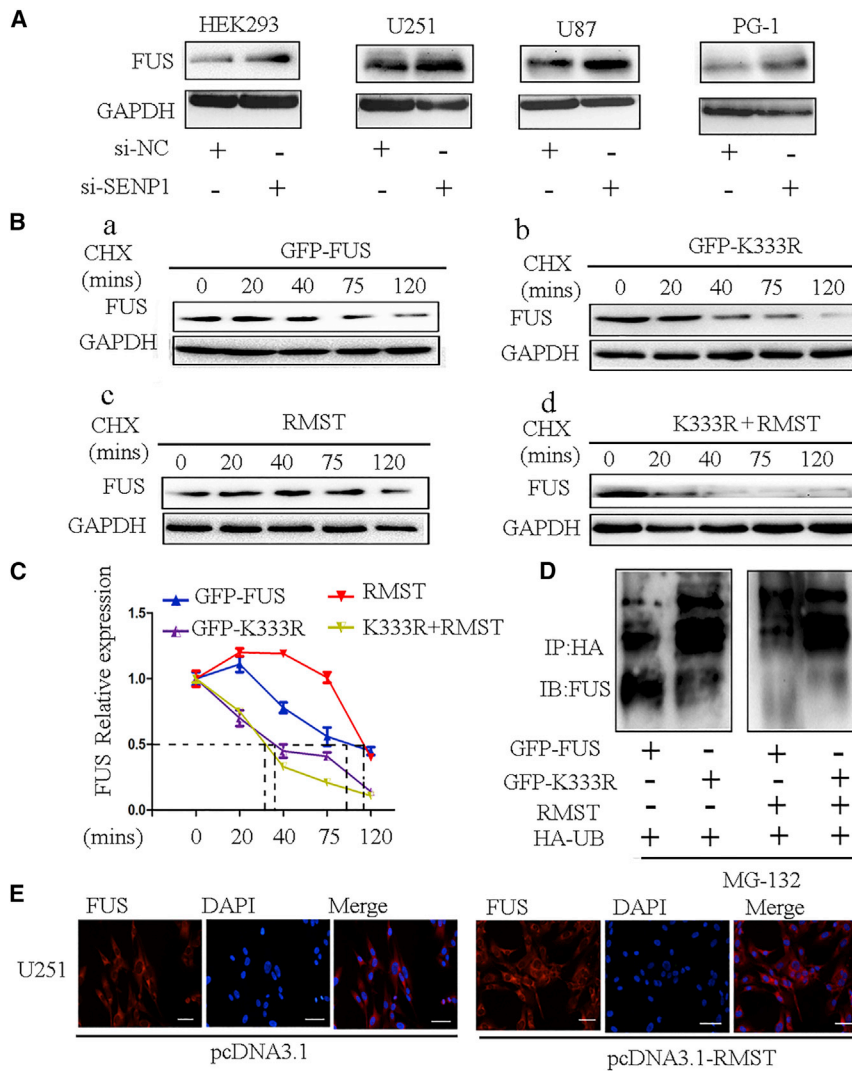 A
HEK293 U251 U87 PG-1
FUS
GAPDH
si-NC + - + - + - + -
si-SENP1 - + - + - + - +
B
a b
CHX GFP-FUS
(mins) 0 20 40 75 120
FUS
GAPDH
CHX GFP-K333R
(mins) 0 20 40 75 120
FUS
GAPDH
c d
CHX RMST
(mins) 0 20 40 75 120
FUS
GAPDH
CHX K333R+RMST
(mins) 0 20 40 75 120
FUS
GAPDH
C
GFP-FUS RMST
GFP-K333R K333R+RMST
FUS Relative expression
1.5
1.0
0.5
0.0
(mins) 0 20 40 75 120
D
IP:HA
IB:FUS
GFP-FUS + - + -
GFP-K333R - + - +
RMST - - + +
HA-UB + + + +
MG-132
E
FUS DAPI Merge FUS DAPI Merge
U251
pcDNA3.1 pcDNA3.1-RMST